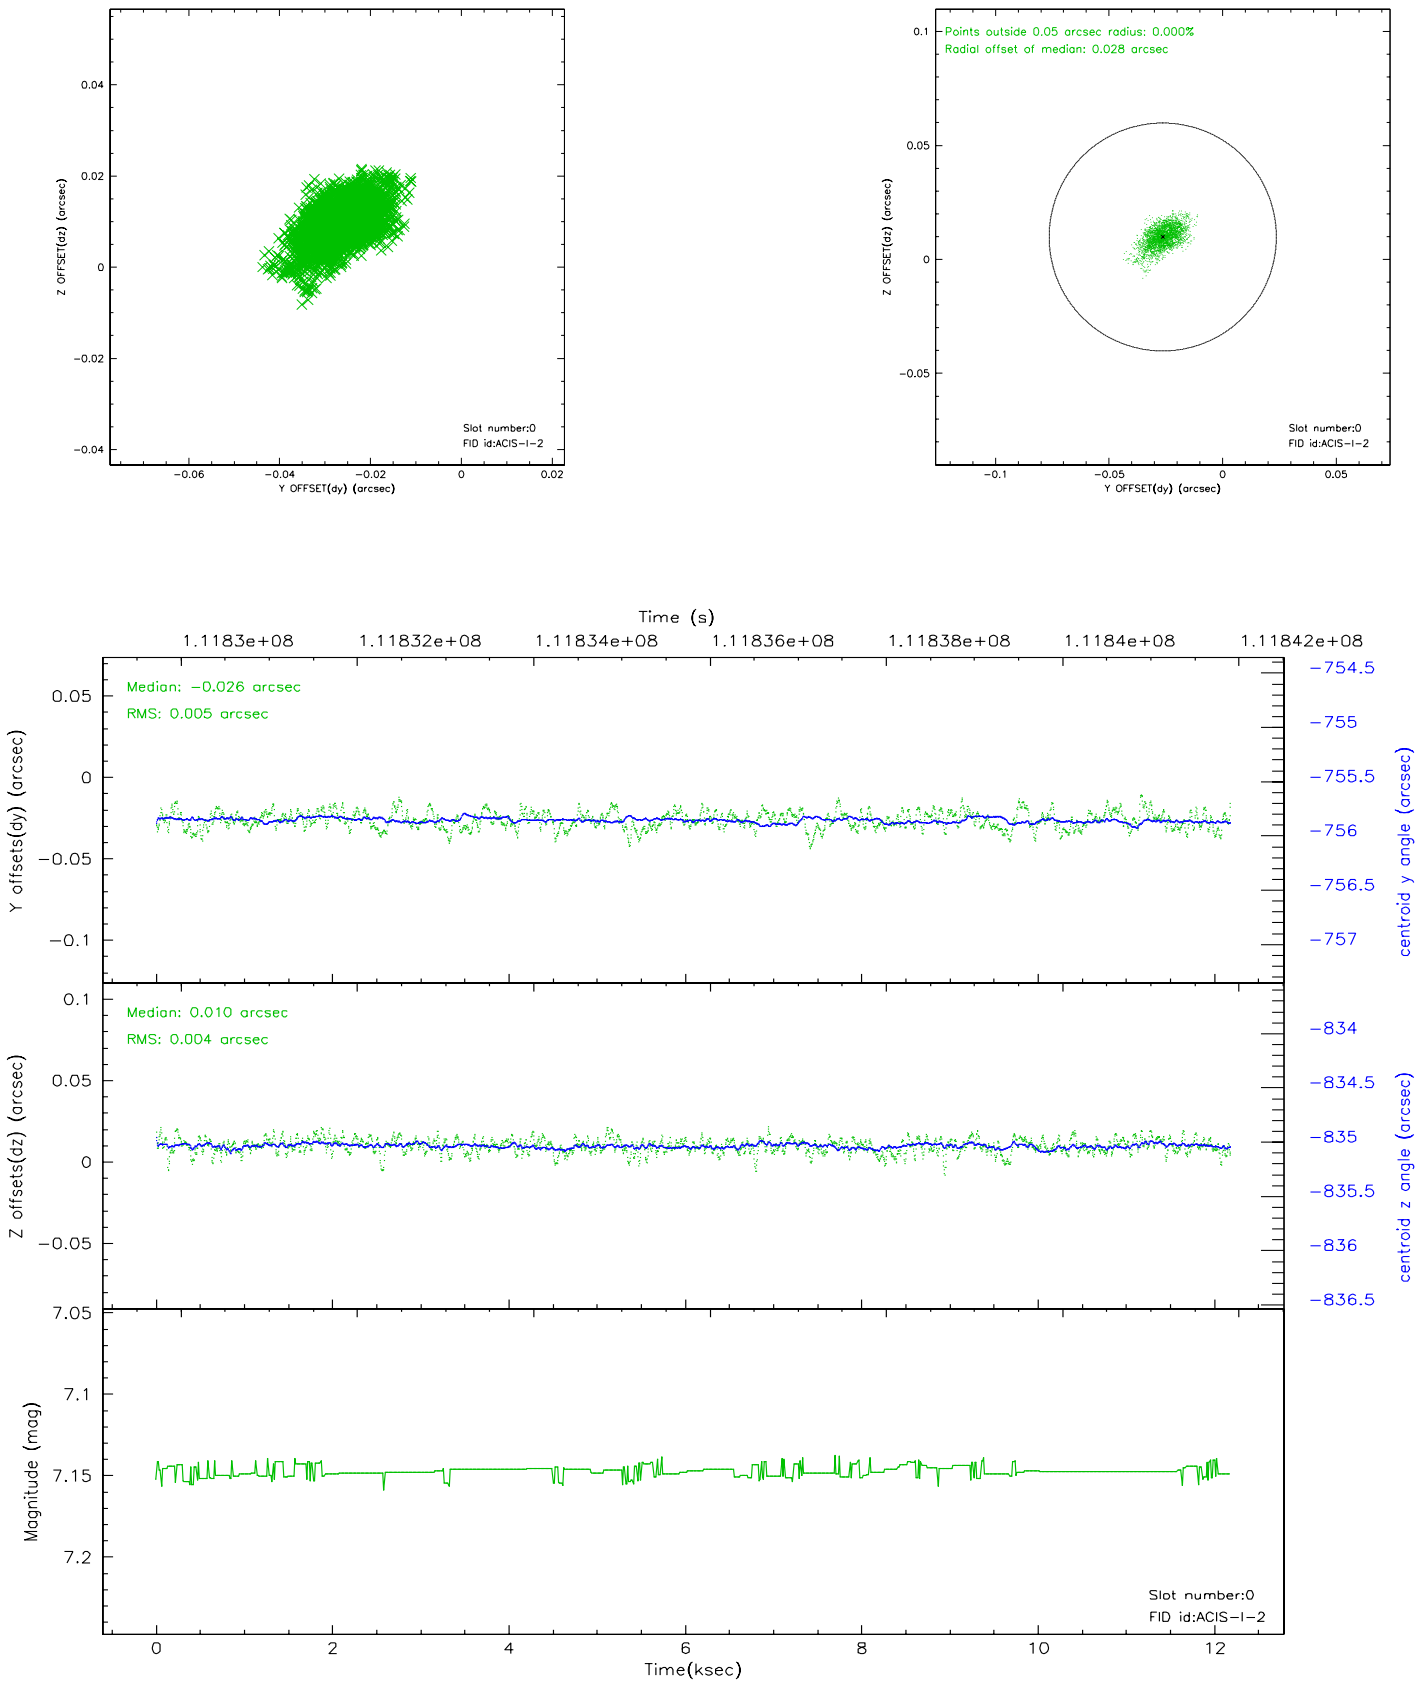 0.04
0.02
0
−0.02
−0.04
Z OFFSET(dz) (arcsec)
Slot number:0
FID id:ACIS−I−2
−0.06
−0.04
−0.02
0
0.02
Y OFFSET(dy) (arcsec)
Points outside 0.05 arcsec radius: 0.000%
Radial offset of median: 0.028 arcsec
0.1
0.05
0
−0.05
Z OFFSET(dz) (arcsec)
Slot number:0
FID id:ACIS−I−2
−0.1
−0.05
0
0.05
Y OFFSET(dy) (arcsec)
Time (s)
1.1183e+08
1.11832e+08
1.11834e+08
1.11836e+08
1.11838e+08
1.1184e+08
1.11842e+08
Median: −0.026 arcsec
RMS: 0.005 arcsec
0.05
0
−0.05
−0.1
Y offsets(dy) (arcsec)
−754.5
−755
−755.5
−756
−756.5
−757
centroid y angle (arcsec)
Median: 0.010 arcsec
RMS: 0.004 arcsec
0.1
0.05
0
−0.05
Z offsets(dz) (arcsec)
−834
−834.5
−835
−835.5
−836
−836.5
centroid z angle (arcsec)
7.05
7.1
7.15
7.2
Magnitude (mag)
Slot number:0
FID id:ACIS−I−2
0
2
4
6
8
10
12
Time(ksec)